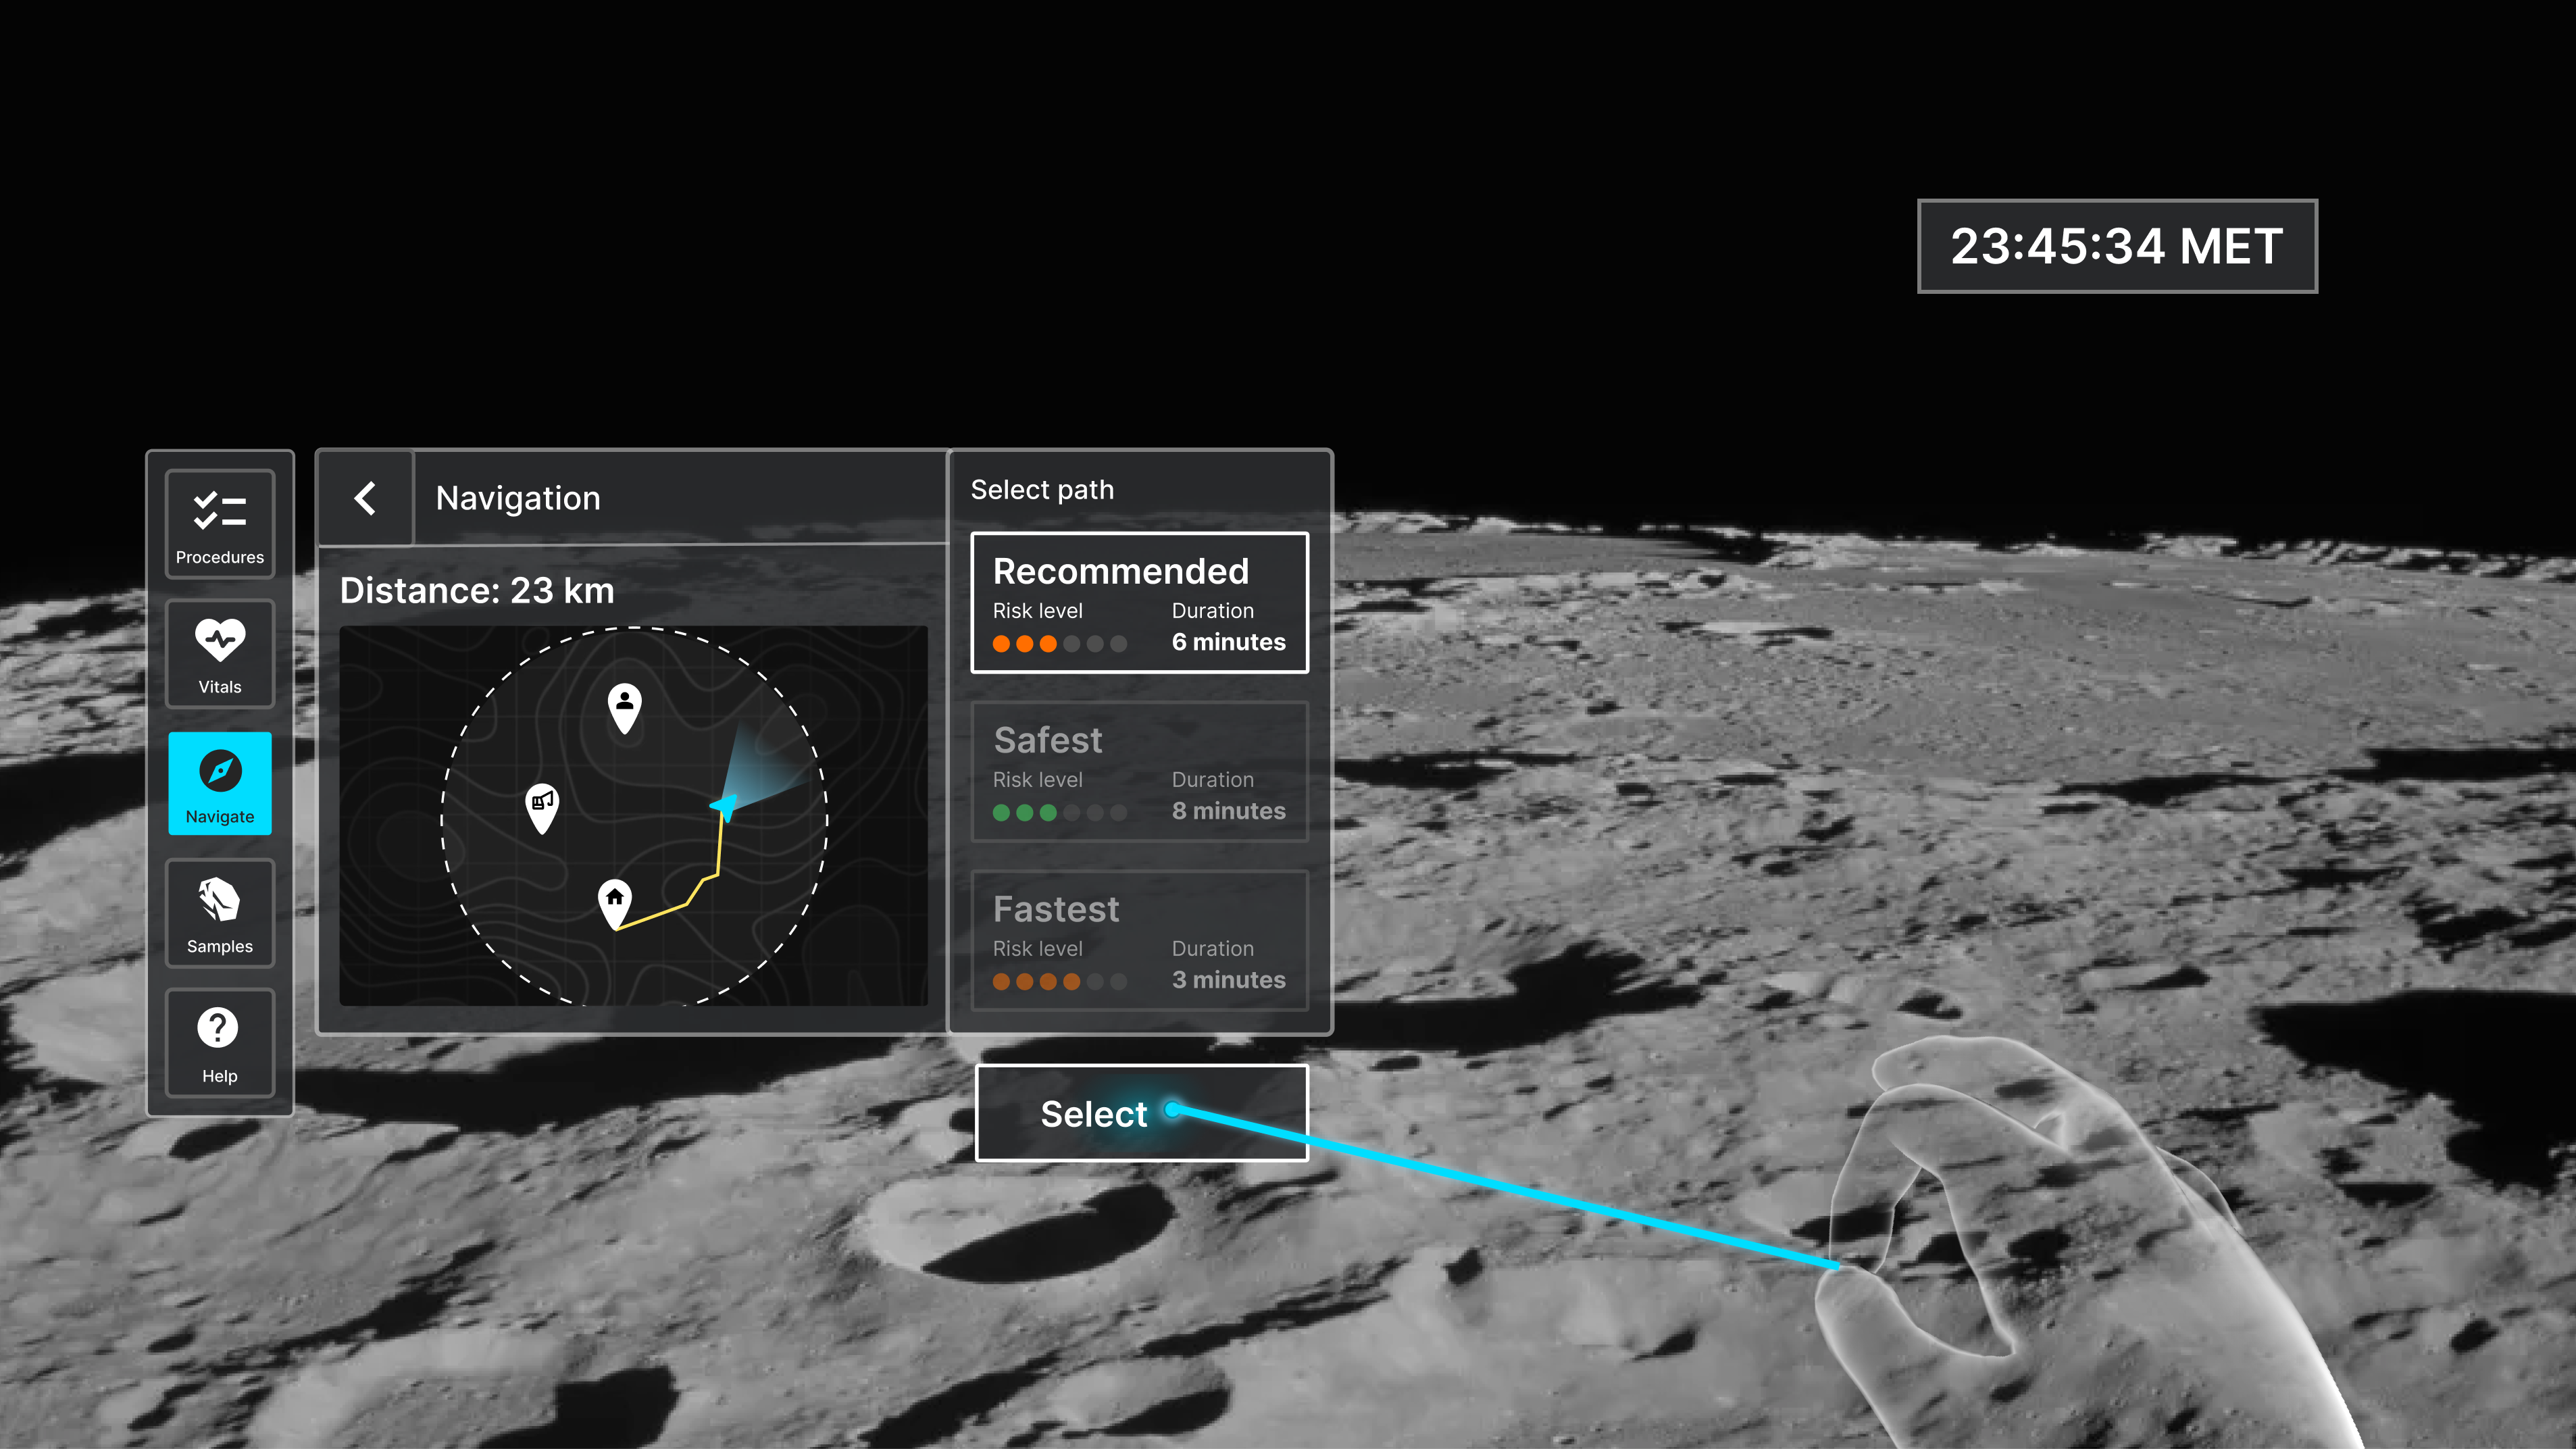 23:45:34 MET
Procedures
Vitals
Navigate
Samples
Help
Navigation
Distance: 23 km
Select path
Recommended
Risk level Duration
6 minutes
Safest
Risk level Duration
8 minutes
Fastest
Risk level Duration
3 minutes
Select